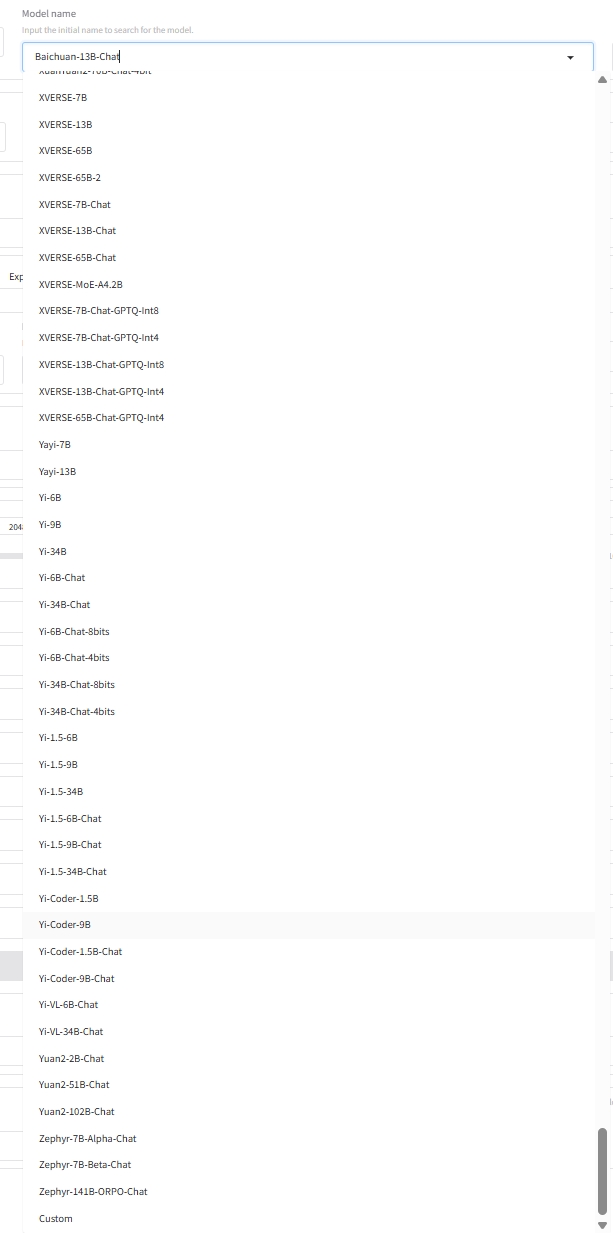 Model name
Input the initial name to search for the model.
Baichuan-13B-Chat
XuanYuan2-70B-Chat-4bit
XVERSE-7B
XVERSE-13B
XVERSE-65B
XVERSE-65B-2
XVERSE-7B-Chat
XVERSE-13B-Chat
XVERSE-65B-Chat
Exp
XVERSE-MoE-A4.2B
XVERSE-7B-Chat-GPTQ-Int8
XVERSE-7B-Chat-GPTQ-Int4
XVERSE-13B-Chat-GPTQ-Int8
XVERSE-13B-Chat-GPTQ-Int4
XVERSE-65B-Chat-GPTQ-Int4
Yayi-7B
Yayi-13B
Yi-6B
Yi-9B
204
Yi-34B
Yi-6B-Chat
Yi-34B-Chat
Yi-6B-Chat-8bits
Yi-6B-Chat-4bits
Yi-34B-Chat-8bits
Yi-34B-Chat-4bits
Yi-1.5-6B
Yi-1.5-9B
Yi-1.5-34B
Yi-1.5-6B-Chat
Yi-1.5-9B-Chat
Yi-1.5-34B-Chat
Yi-Coder-1.5B
Yi-Coder-9B
Yi-Coder-1.5B-Chat
Yi-Coder-9B-Chat
Yi-VL-6B-Chat
Yi-VL-34B-Chat
Yuan2-2B-Chat
Yuan2-51B-Chat
Yuan2-102B-Chat
Zephyr-7B-Alpha-Chat
Zephyr-7B-Beta-Chat
Zephyr-141B-ORPO-Chat
Custom